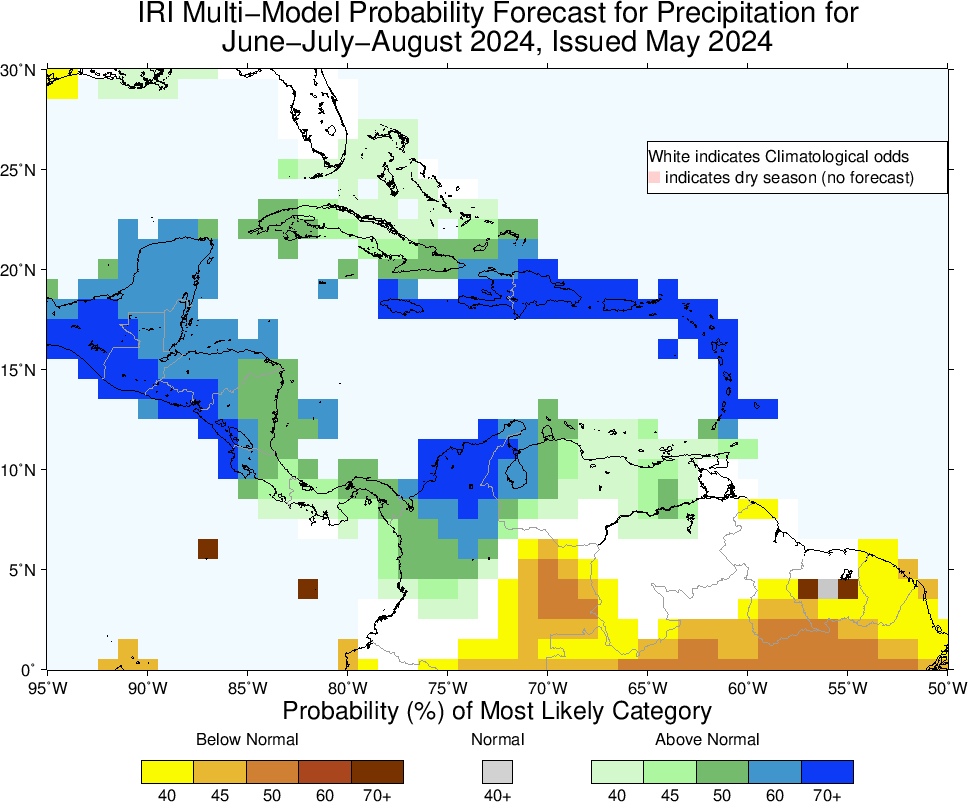 IRI Multi−Model Probability Forecast for Precipitation for
June−July−August 2024, Issued May 2024
30˚N
25˚N
20˚N
15˚N
10˚N
5˚N
0˚
White indicates Climatological odds
indicates dry season (no forecast)
95˚W 90˚W 85˚W 80˚W 75˚W 70˚W 65˚W 60˚W 55˚W 50˚W
Probability (%) of Most Likely Category
Below Normal Normal Above Normal
40 45 50 60 70+ 40+ 40 45 50 60 70+